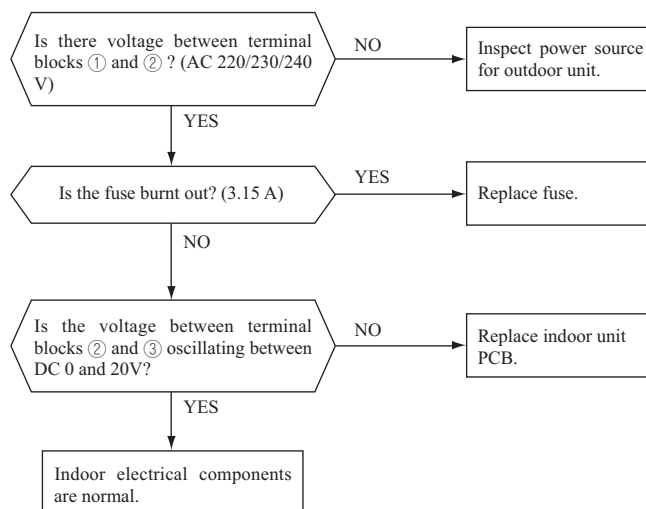 Is there voltage between terminal
blocks ① and ② ? (AC 220/230/240
V)
NO
Inspect power source
for outdoor unit.
YES
Is the fuse burnt out? (3.15 A)
YES
Replace fuse.
NO
Is the voltage between terminal
blocks ② and ③ oscillating between
DC 0 and 20V?
NO
Replace indoor unit
PCB.
YES
Indoor electrical components
are normal.